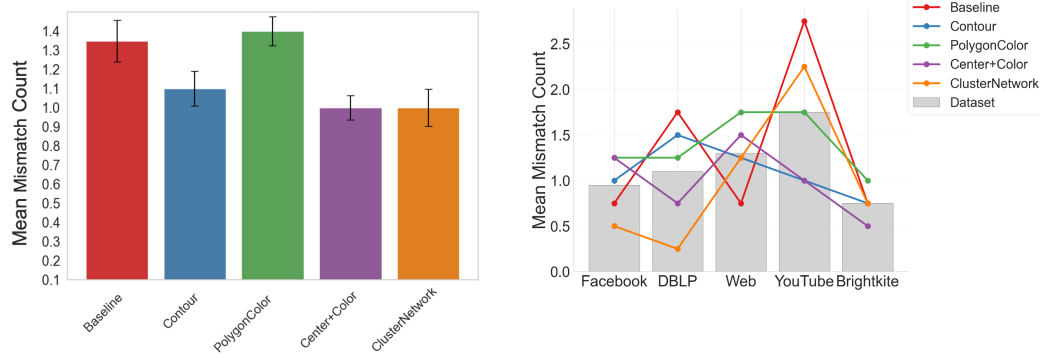 Mean Mismatch Count
1.4
1.3
1.2
1.1
1.0
0.9
0.8
0.7
0.6
0.5
0.4
0.3
0.2
0.1
Baseline
Contour
PolygonColor
Center+Color
ClusterNetwork
Mean Mismatch Count
2.5
2.0
1.5
1.0
0.5
0.0
Facebook DBLP Web YouTube Brightkite
Baseline
Contour
PolygonColor
Center+Color
ClusterNetwork
Dataset